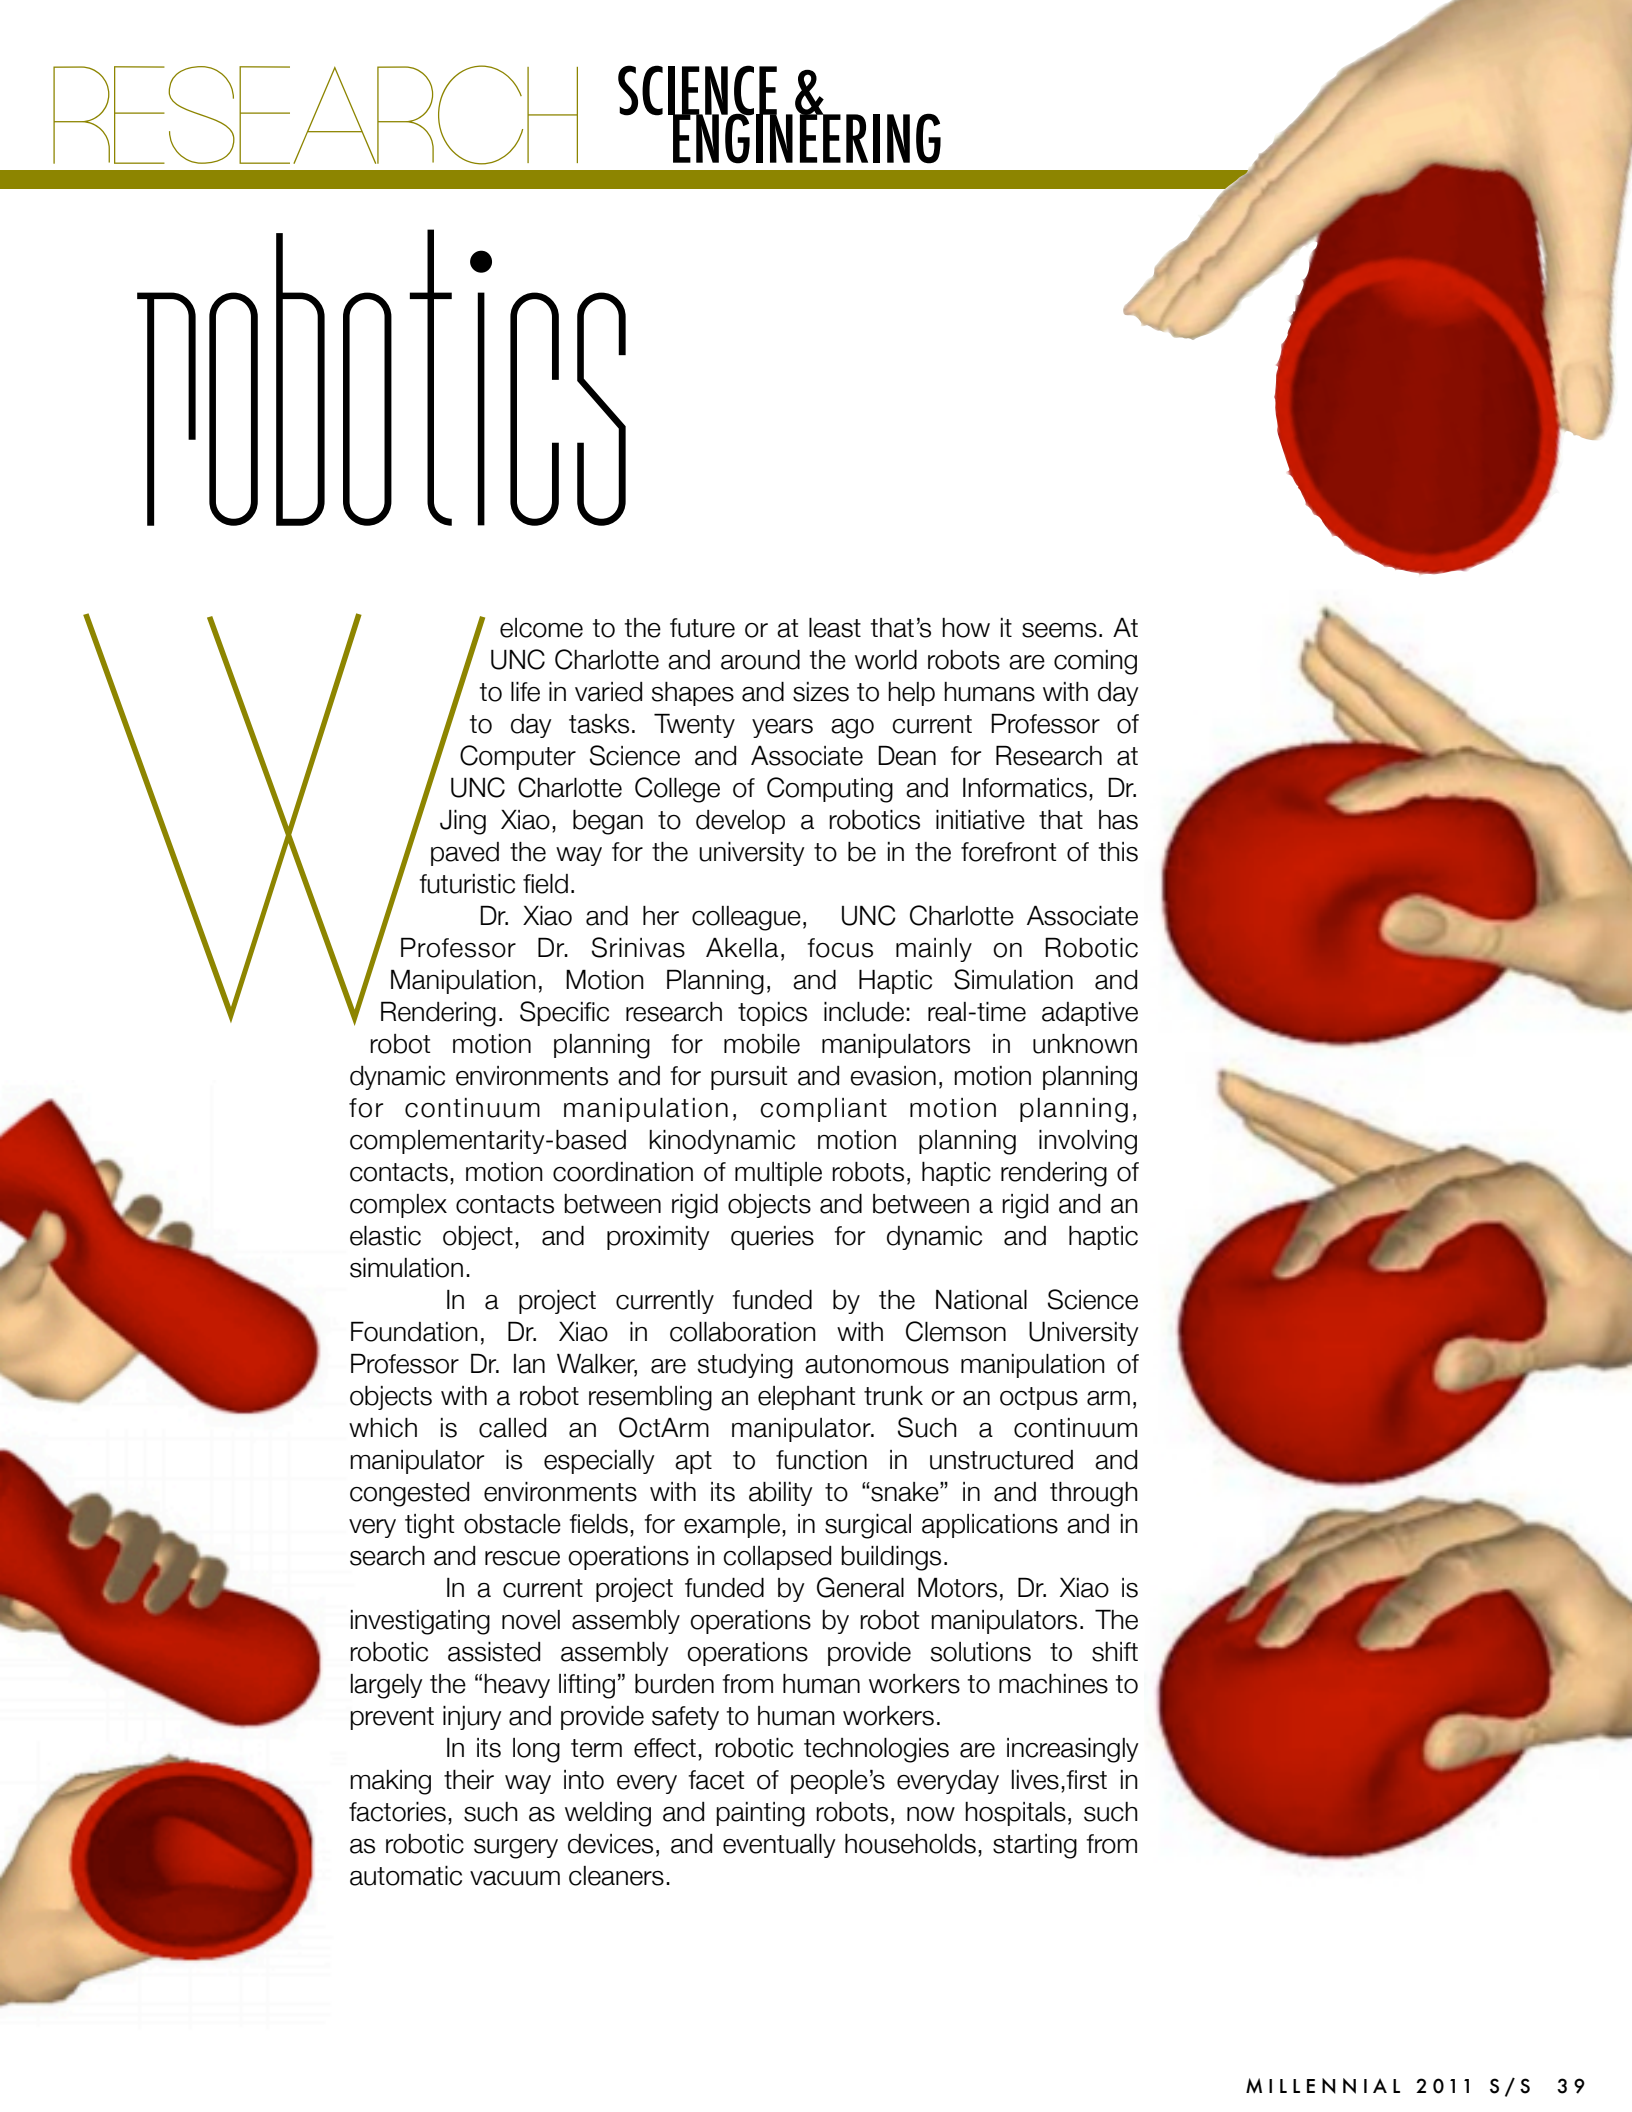 RESEARCH SCIENCE &
ENGINEERING
robotics
Welcome to the future or at least that’s how it seems. At
UNC Charlotte and around the world robots are coming
to life in varied shapes and sizes to help humans with day
to day tasks. Twenty years ago current Professor of
Computer Science and Associate Dean for Research at
UNC Charlotte College of Computing and Informatics, Dr.
Jing Xiao, began to develop a robotics initiative that has
paved the way for the university to be in the forefront of this
futuristic field.
Dr. Xiao and her colleague, UNC Charlotte Associate
Professor Dr. Srinivas Akella, focus mainly on Robotic
Manipulation, Motion Planning, and Haptic Simulation and
Rendering. Specific research topics include: real-time adaptive
robot motion planning for mobile manipulators in unknown
dynamic environments and for pursuit and evasion, motion planning
for continuum manipulation, compliant motion planning,
complementarity-based kinodynamic motion planning involving
contacts, motion coordination of multiple robots, haptic rendering of
complex contacts between rigid objects and between a rigid and an
elastic object, and proximity queries for dynamic and haptic
simulation.
In a project currently funded by the National Science
Foundation, Dr. Xiao in collaboration with Clemson University
Professor Dr. Ian Walker, are studying autonomous manipulation of
objects with a robot resembling an elephant trunk or an octpus arm,
which is called an OctArm manipulator. Such a continuum
manipulator is especially apt to function in unstructured and
congested environments with its ability to “snake” in and through
very tight obstacle fields, for example, in surgical applications and in
search and rescue operations in collapsed buildings.
In a current project funded by General Motors, Dr. Xiao is
investigating novel assembly operations by robot manipulators. The
robotic assisted assembly operations provide solutions to shift
largely the “heavy lifting” burden from human workers to machines to
prevent injury and provide safety to human workers.
In its long term effect, robotic technologies are increasingly
making their way into every facet of people’s everyday lives,first in
factories, such as welding and painting robots, now hospitals, such
as robotic surgery devices, and eventually households, starting from
automatic vacuum cleaners.
MILLENNIAL 2011 S/S 39